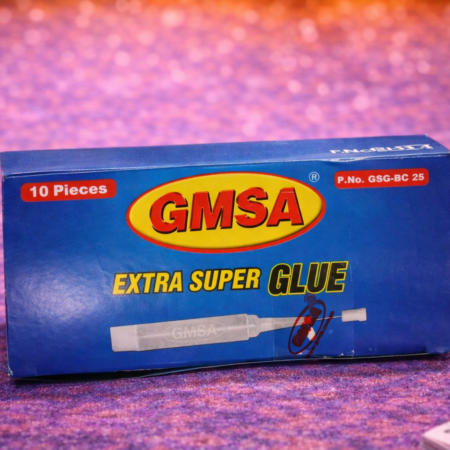 10 Pieces
GMSA®
P.No. GSG-BC 25
EXTRA SUPER GLUE
GMSA